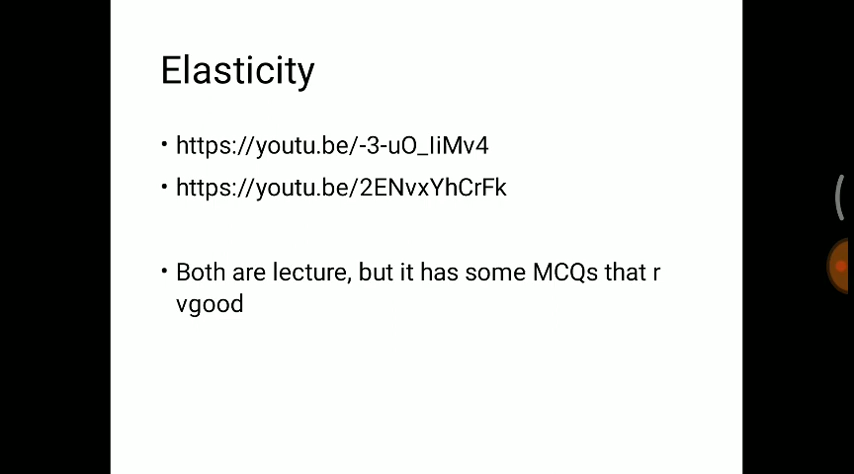 Elasticity
• https://youtu.be/-3-uO_IiMv4
• https://youtu.be/2ENvxYhCrFk
• Both are lecture, but it has some MCQs that r
vgood